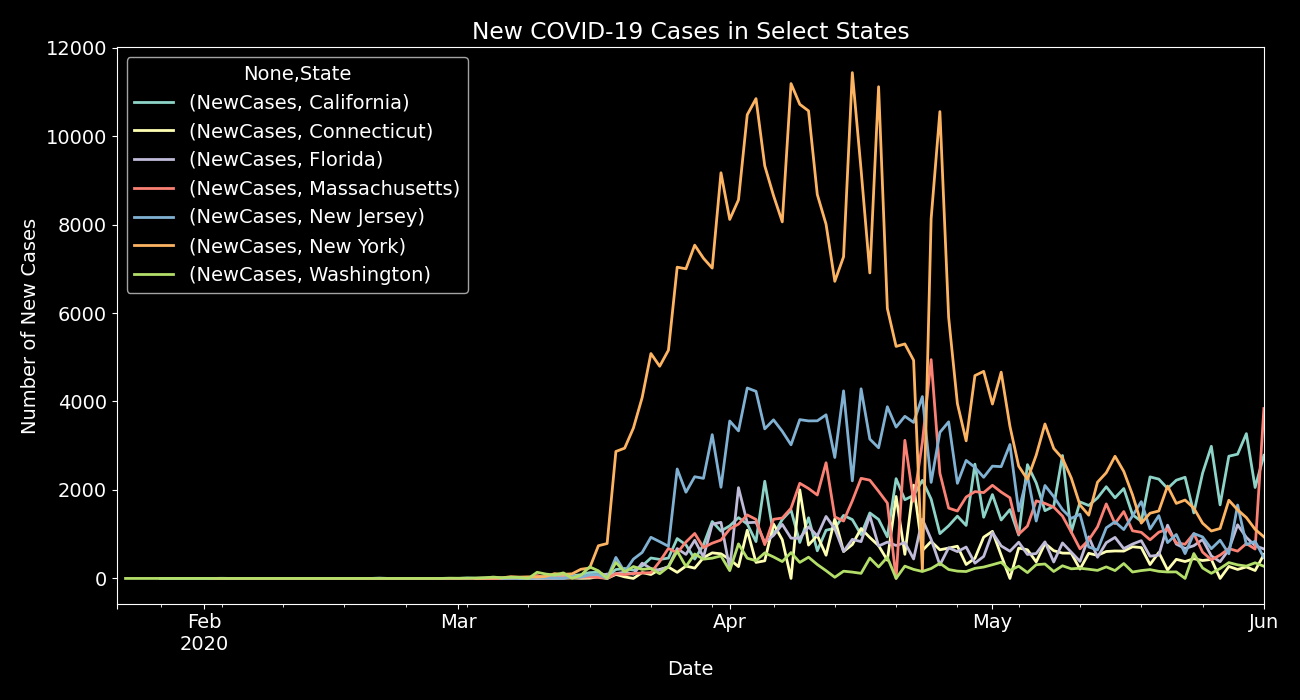 New COVID-19 Cases in Select States
12000
10000
8000
6000
4000
2000
0
Number of New Cases
None,State
(NewCases, California)
(NewCases, Connecticut)
(NewCases, Florida)
(NewCases, Massachusetts)
(NewCases, New Jersey)
(NewCases, New York)
(NewCases, Washington)
Feb
2020
Mar
Apr
May
Jun
Date